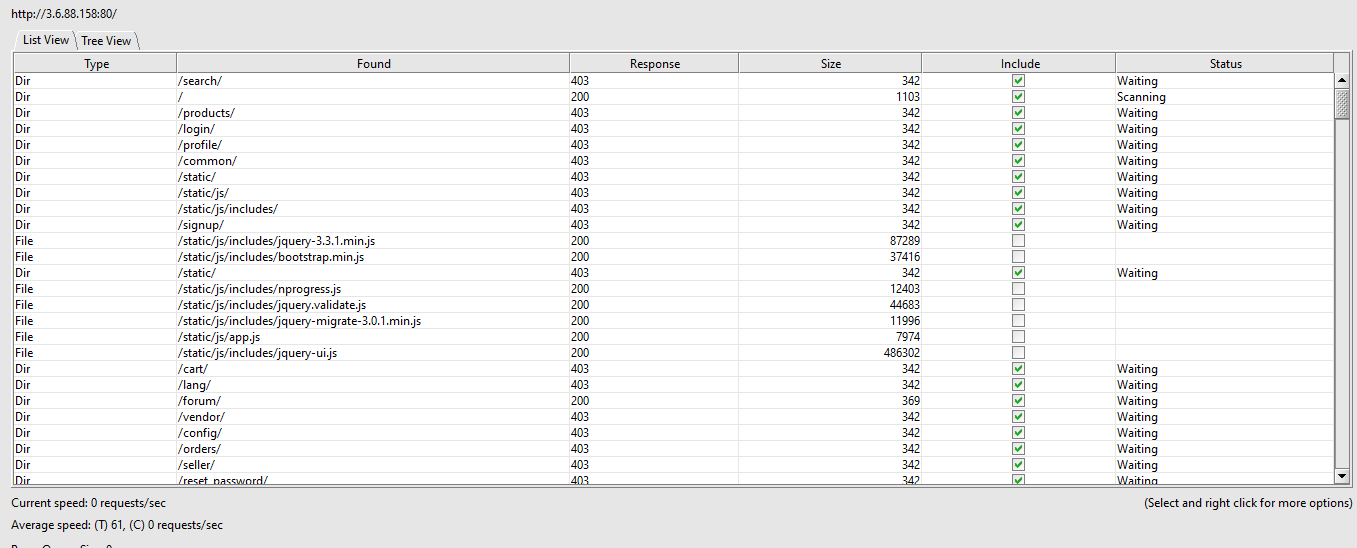 http://3.6.88.158:80/
List View Tree View
Type Found Response Size Include Status
Dir /search/ 403 342 Waiting
Dir / 200 1103 Scanning
Dir /products/ 403 342 Waiting
Dir /login/ 403 342 Waiting
Dir /profile/ 403 342 Waiting
Dir /common/ 403 342 Waiting
Dir /static/ 403 342 Waiting
Dir /static/js/ 403 342 Waiting
Dir /static/js/includes/ 403 342 Waiting
Dir /signup/ 403 342 Waiting
File /static/js/includes/jquery-3.3.1.min.js 200 87289
File /static/js/includes/bootstrap.min.js 200 37416
Dir /static/ 403 342 Waiting
File /static/js/includes/nprogress.js 200 12403
File /static/js/includes/jquery.validate.js 200 44683
File /static/js/includes/jquery-migrate-3.0.1.min.js 200 11996
File /static/js/app.js 200 7974
File /static/js/includes/jquery-ui.js 200 486302
Dir /cart/ 403 342 Waiting
Dir /lang/ 403 342 Waiting
Dir /forum/ 200 369 Waiting
Dir /vendor/ 403 342 Waiting
Dir /config/ 403 342 Waiting
Dir /orders/ 403 342 Waiting
Dir /seller/ 403 342 Waiting
Dir /reset_password/ 403 342 Waiting
Current speed: 0 requests/sec (Select and right click for more options)
Average speed: (T) 61, (C) 0 requests/sec